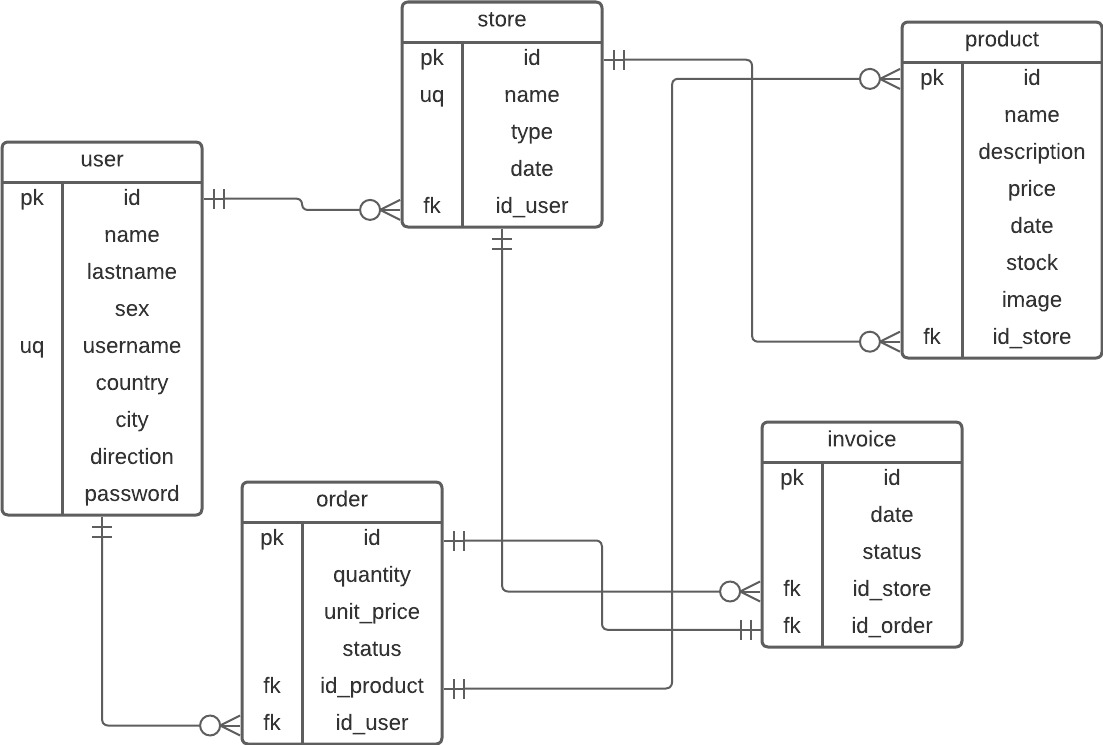 store
pk id
uq name
type
date
fk id_user
product
pk id
name
description
price
date
stock
image
fk id_store
user
pk id
name
lastname
sex
uq username
country
city
direction
password
invoice
pk id
date
status
fk id_store
fk id_order
order
pk id
quantity
unit_price
status
fk id_product
fk id_user